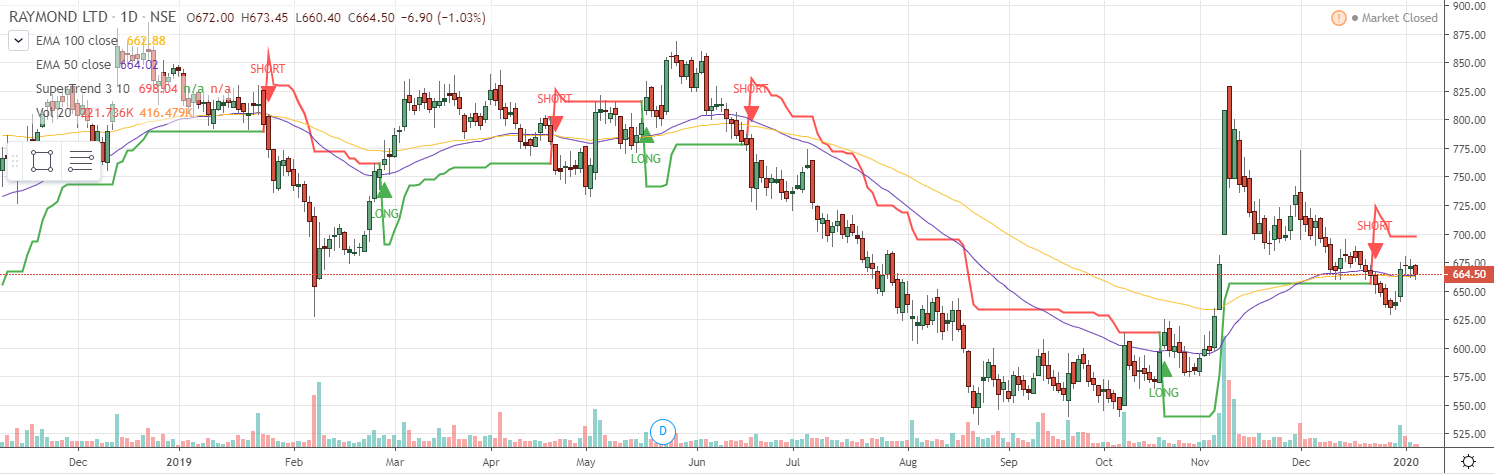 RAYMOND LTD · 1D · NSE O672.00 H673.45 L660.40 C664.50 −6.90 (−1.03%)
Market Closed
EMA 100 close 662.88
EMA 50 close 664.02
SuperTrend 3 10 698.04 n/a n/a
Vol 20 221.736K 416.479K
SHORT
LONG
SHORT
LONG
SHORT
LONG
SHORT
D
900.00
875.00
850.00
825.00
800.00
775.00
750.00
725.00
700.00
675.00
664.50
650.00
625.00
600.00
575.00
550.00
525.00
Dec 2019 Feb Mar Apr May Jun Jul Aug Sep Oct Nov Dec 2020